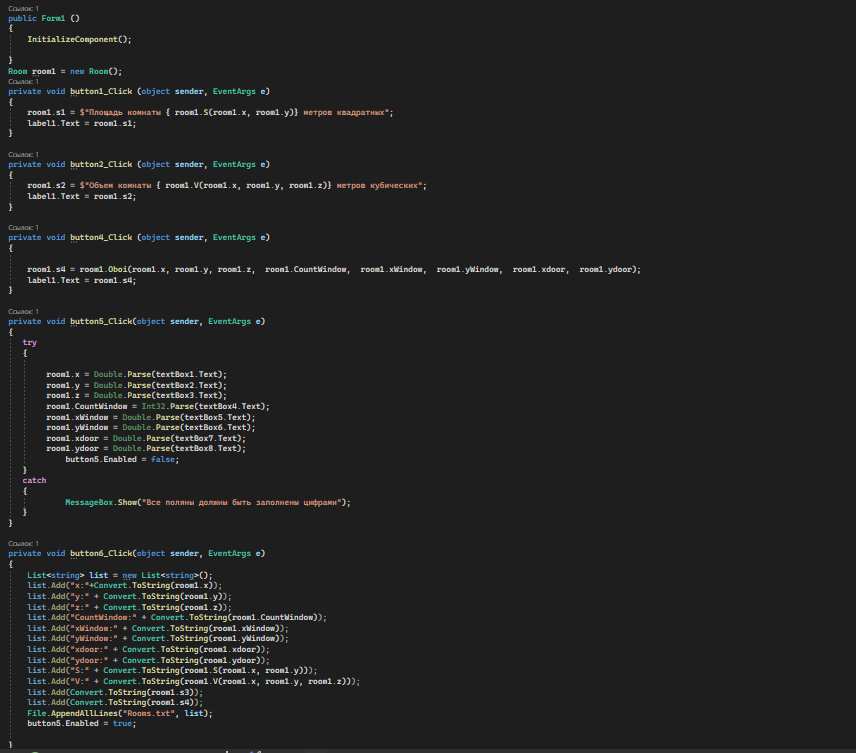 Ссылок: 1
public Form1 ()
{
InitializeComponent();
}
Room room1 = new Room();
Ссылок: 1
private void button1_Click (object sender, EventArgs e)
{
room1.s1 = $"Площадь комнаты { room1.S(room1.x, room1.y)} метров квадратных";
label1.Text = room1.s1;
}
Ссылок: 1
private void button2_Click (object sender, EventArgs e)
{
room1.s2 = $"Объем комнаты { room1.V(room1.x, room1.y, room1.z)} метров кубических";
label1.Text = room1.s2;
}
Ссылок: 1
private void button4_Click (object sender, EventArgs e)
{
room1.s4 = room1.Oboi(room1.x, room1.y, room1.z, room1.CountWindow, room1.xWindow, room1.yWindow, room1.xdoor, room1.ydoor);
label1.Text = room1.s4;
}
Ссылок: 1
private void button5_Click(object sender, EventArgs e)
{
try
{
room1.x = Double.Parse(textBox1.Text);
room1.y = Double.Parse(textBox2.Text);
room1.z = Double.Parse(textBox3.Text);
room1.CountWindow = Int32.Parse(textBox4.Text);
room1.xWindow = Double.Parse(textBox5.Text);
room1.yWindow = Double.Parse(textBox6.Text);
room1.xdoor = Double.Parse(textBox7.Text);
room1.ydoor = Double.Parse(textBox8.Text);
button5.Enabled = false;
}
catch
{
MessageBox.Show("Все поляны должны быть заполнены цифрами");
}
}
Ссылок: 1
private void button6_Click(object sender, EventArgs e)
{
List<string> list = new List<string>();
list.Add("x:"+Convert.ToString(room1.x));
list.Add("y:" + Convert.ToString(room1.y));
list.Add("z:" + Convert.ToString(room1.z));
list.Add("CountWindow:" + Convert.ToString(room1.CountWindow));
list.Add("xWindow:" + Convert.ToString(room1.xWindow));
list.Add("yWindow:" + Convert.ToString(room1.yWindow));
list.Add("xdoor:" + Convert.ToString(room1.xdoor));
list.Add("ydoor:" + Convert.ToString(room1.ydoor));
list.Add("S:" + Convert.ToString(room1.S(room1.x, room1.y)));
list.Add("V:" + Convert.ToString(room1.V(room1.x, room1.y, room1.z)));
list.Add(Convert.ToString(room1.s3));
list.Add(Convert.ToString(room1.s4));
File.AppendAllLines("Rooms.txt", list);
button5.Enabled = true;
}